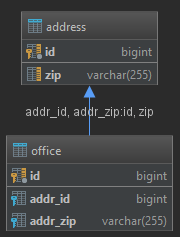 address
id bigint
zip varchar(255)
addr_id, addr_zip:id, zip
office
id bigint
addr_id bigint
addr_zip varchar(255)